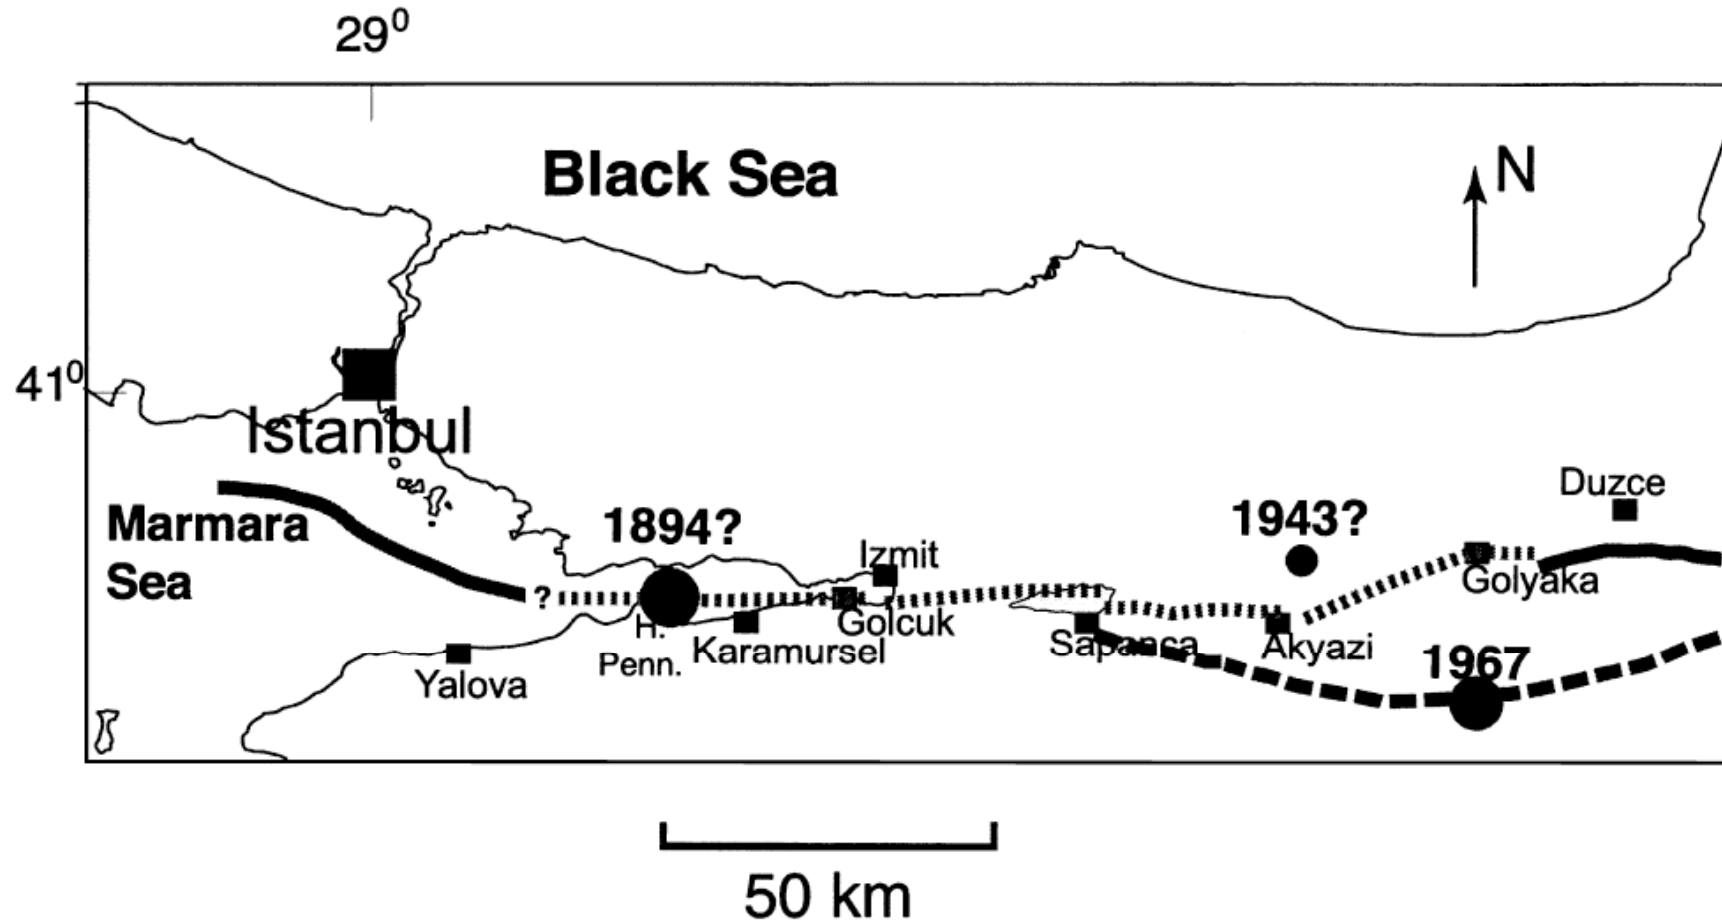 29⁰
Black Sea
N
41⁰
Istanbul
Marmara
Sea
1894?
1943?
Duzce
Izmit
?
Golyaka
H.
Penn.
Karamursel
Golcuk
Sapanca
Akyazi
1967
Yalova
50 km